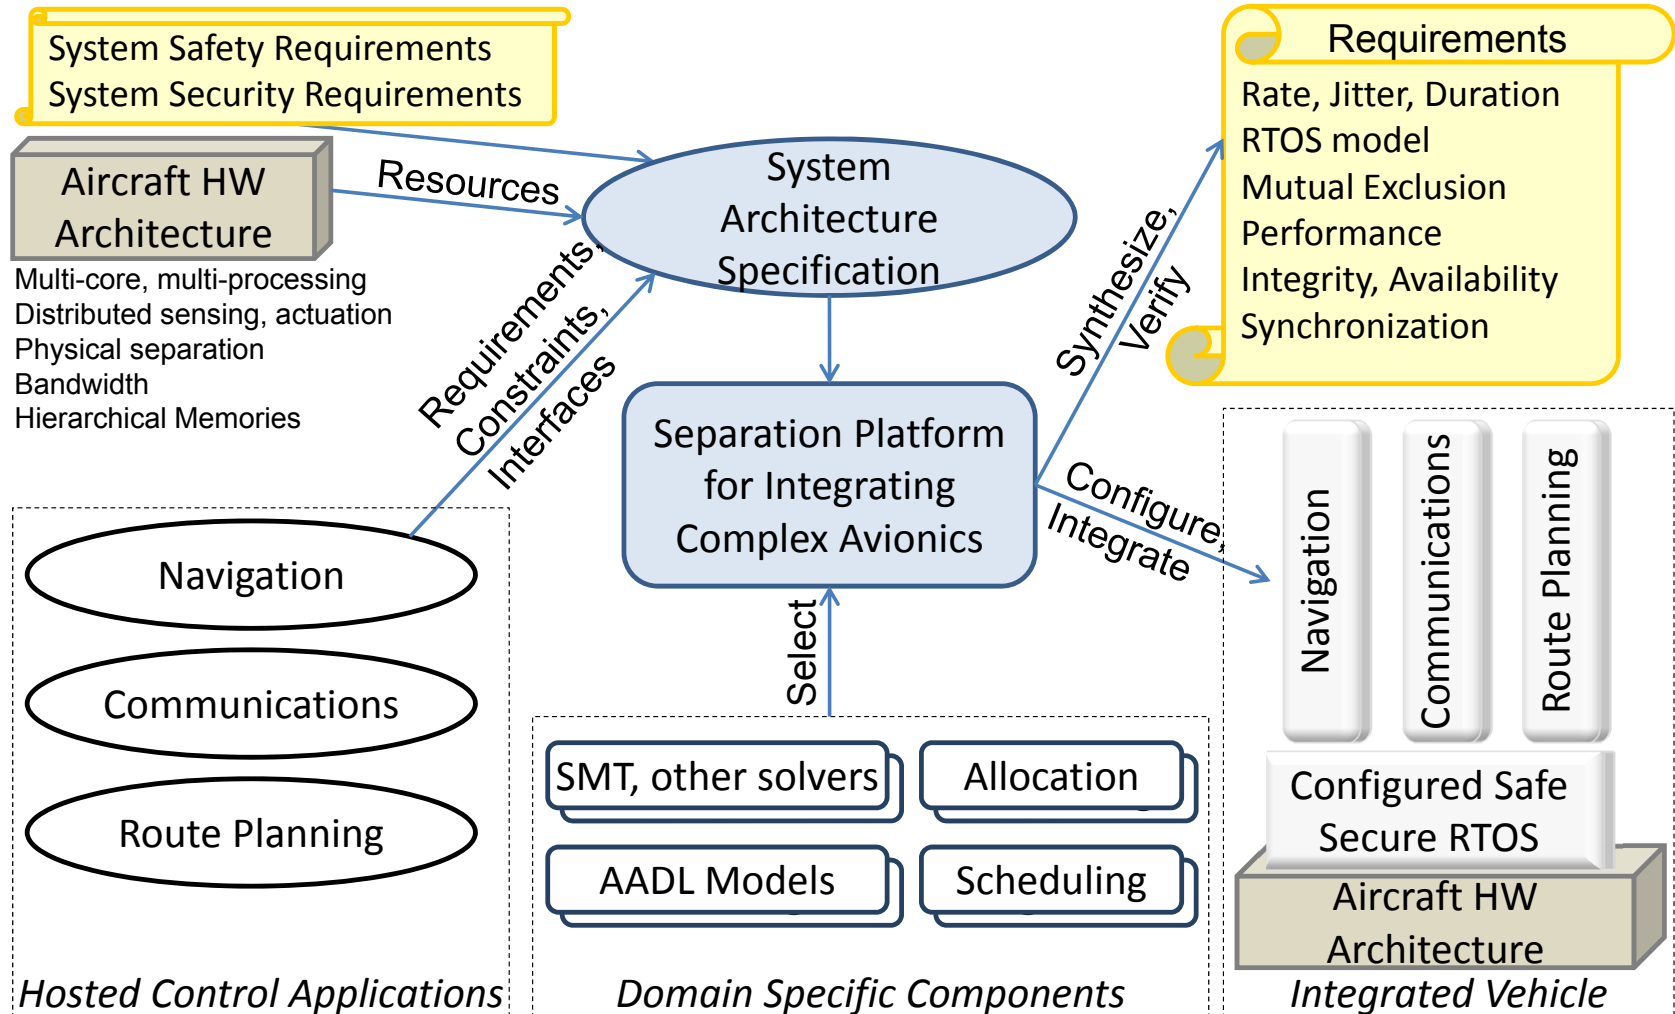 System Safety Requirements
System Security Requirements
Aircraft HW
Architecture
Multi-core, multi-processing
Distributed sensing, actuation
Physical separation
Bandwidth
Hierarchical Memories
Resources
Requirements,
Constraints,
Interfaces
System
Architecture
Specification
Separation Platform
for Integrating
Complex Avionics
Synthesize,
Verify
Configure,
Integrate
Select
Requirements
Rate, Jitter, Duration
RTOS model
Mutual Exclusion
Performance
Integrity, Availability
Synchronization
Navigation
Communications
Route Planning
Hosted Control Applications
SMT, other solvers
Allocation
AADL Models
Scheduling
Domain Specific Components
Navigation
Communications
Route Planning
Configured Safe
Secure RTOS
Aircraft HW
Architecture
Integrated Vehicle